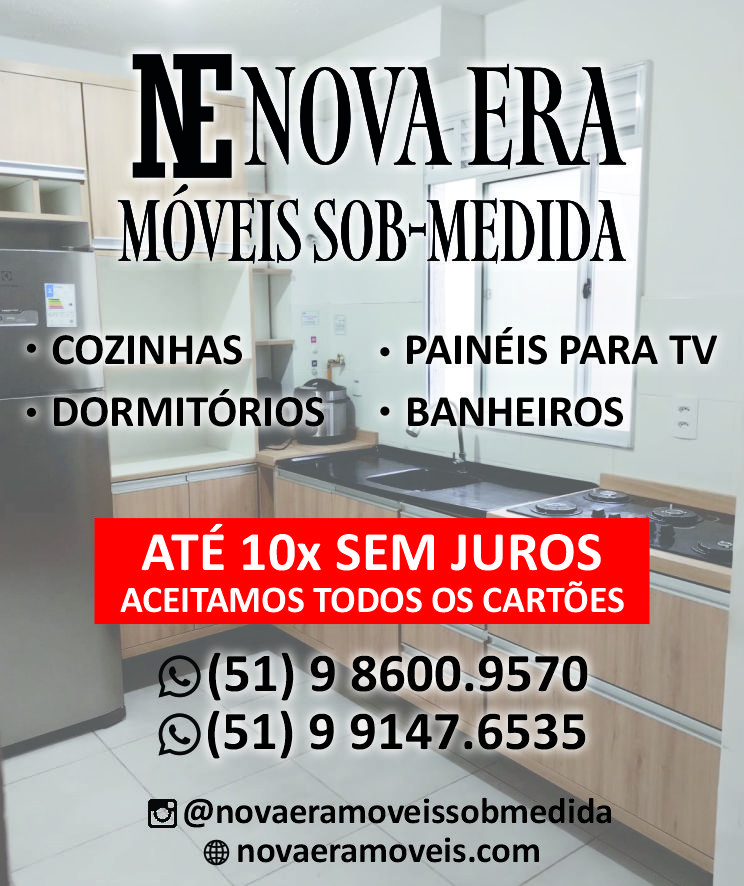 NE NOVA ERA
MÓVEIS SOB-MEDIDA
• COZINHAS
• DORMITÓRIOS
• PAINÉIS PARA TV
• BANHEIROS
ATÉ 10x SEM JUROS
ACEITAMOS TODOS OS CARTÕES
(51) 9 8600.9570
(51) 9 9147.6535
@novaeramoveissobmedida
novaeramoveis.com